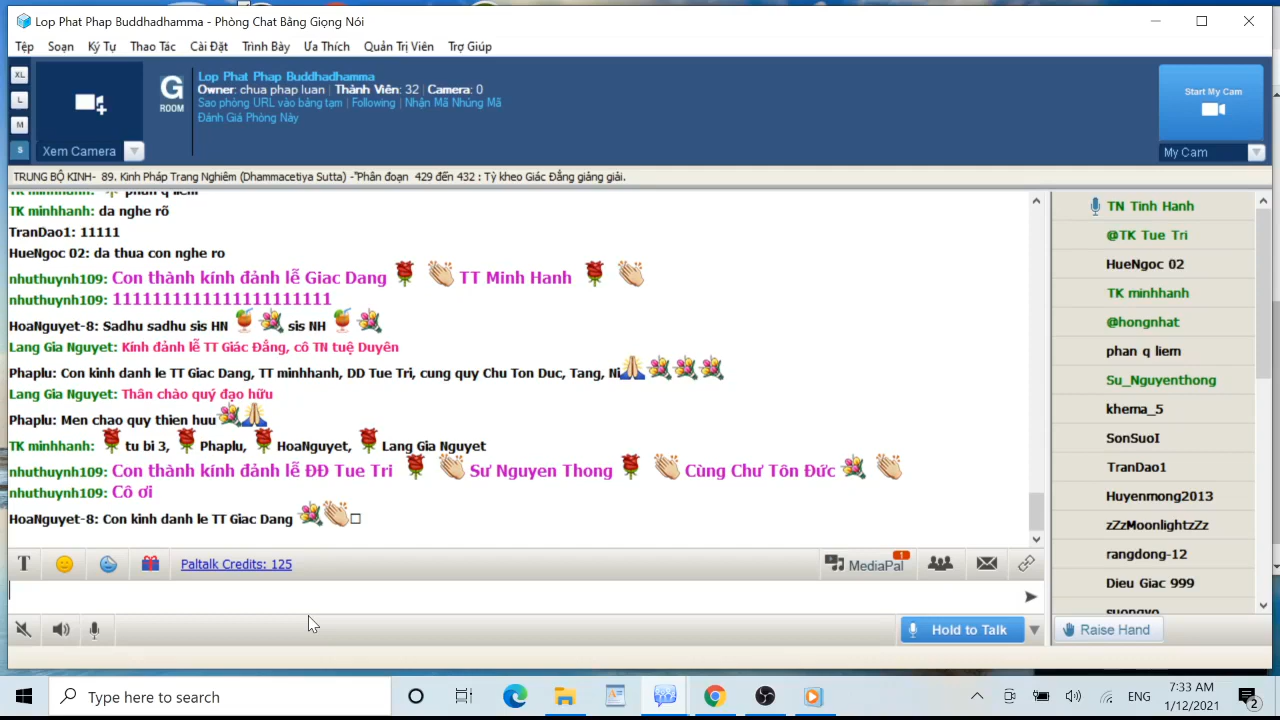 Lop Phat Phap Buddhadhamma - Phòng Chat Bằng Giọng Nói
Tệp Soạn Ký Tự Thao Tác Cài Đặt Trình Bày Ưa Thích Quản Trị Viên Trợ Giúp
XL
L
M
S
Xem Camera
G
ROOM
Lop Phat Phap Buddhadhamma
Owner: chua phap luan | Thành Viên: 32 | Camera: 0
Sao phòng URL vào bảng tạm | Following | Nhận Mã Nhúng Mã
Đánh Giá Phòng Này
Start My Cam
My Cam
TRUNG BỘ KINH- 89. Kinh Pháp Trang Nghiêm (Dhammacetiya Sutta) -"Phân đoạn 429 đến 432 : Tỳ kheo Giác Đẳng giảng giải.
TK minhhanh: phan q liem
TK minhhanh: da nghe rõ
TranDao1: 11111
HueNgoc 02: da thua con nghe ro
nhuthuynh109: Con thành kính đảnh lễ Giac Dang TT Minh Hanh
nhuthuynh109: 1111111111111111111111
HoaNguyet-8: Sadhu sadhu sis HN sis NH
Lang Gia Nguyet: Kính đảnh lễ TT Giác Đẳng, cô TN tuệ Duyên
Phaplu: Con kinh danh le TT Giac Dang, TT minhhanh, DD Tue Tri, cung quy Chu Ton Duc, Tang, Ni
Lang Gia Nguyet: Thân chào quý đạo hữu
Phaplu: Men chao quy thien huu
TK minhhanh: tu bi 3, Phaplu, HoaNguyet, Lang Gia Nguyet
nhuthuynh109: Con thành kính đảnh lễ ĐĐ Tue Tri Sư Nguyen Thong Cùng Chư Tôn Đức
nhuthuynh109: Cô ơi
HoaNguyet-8: Con kinh danh le TT Giac Dang
TN Tinh Hanh
@TK Tue Tri
HueNgoc 02
TK minhhanh
@hongnhat
phan q liem
Su_Nguyenthong
khema_5
SonSuoI
TranDao1
Huyenmong2013
zZzMoonlightzZz
rangdong-12
Dieu Giac 999
T Paltalk Credits: 125 MediaPal 1
Hold to Talk
Raise Hand
Type here to search
ENG
7:33 AM
1/12/2021
2